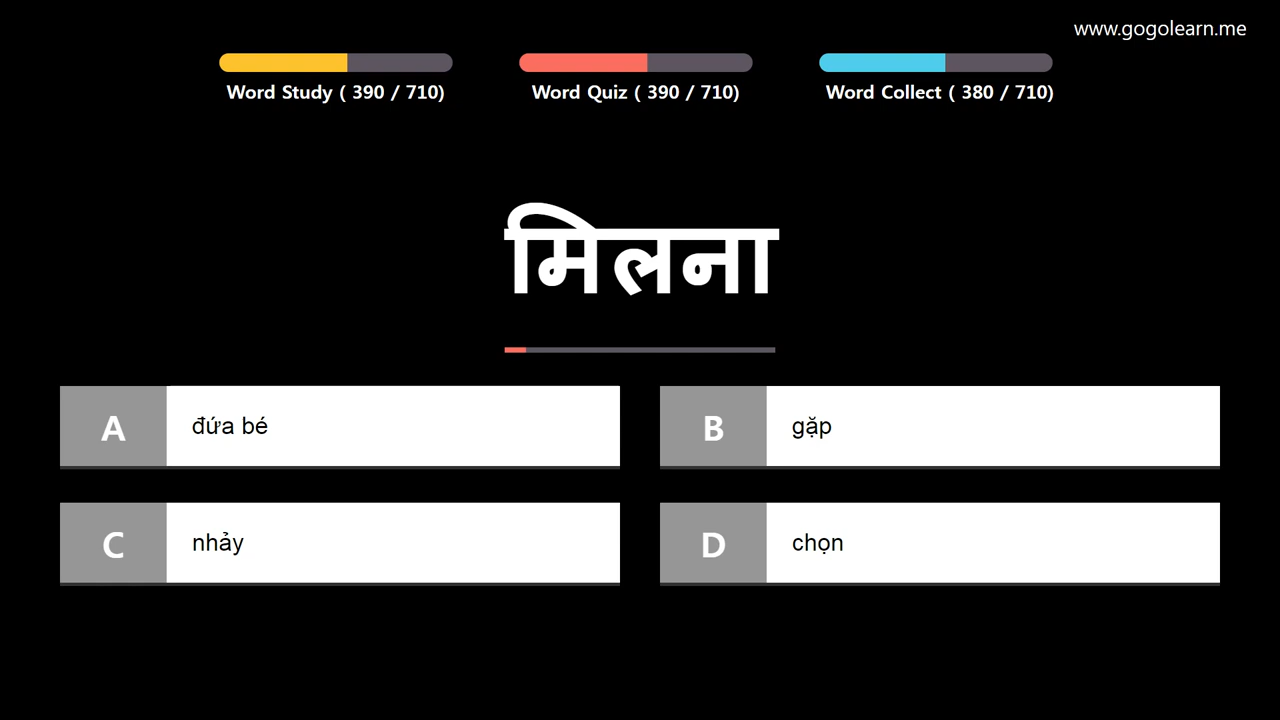 www.gogolearn.me
Word Study ( 390 / 710)
Word Quiz ( 390 / 710)
Word Collect ( 380 / 710)
मिलना
A
đứa bé
B
gặp
C
nhảy
D
chọn